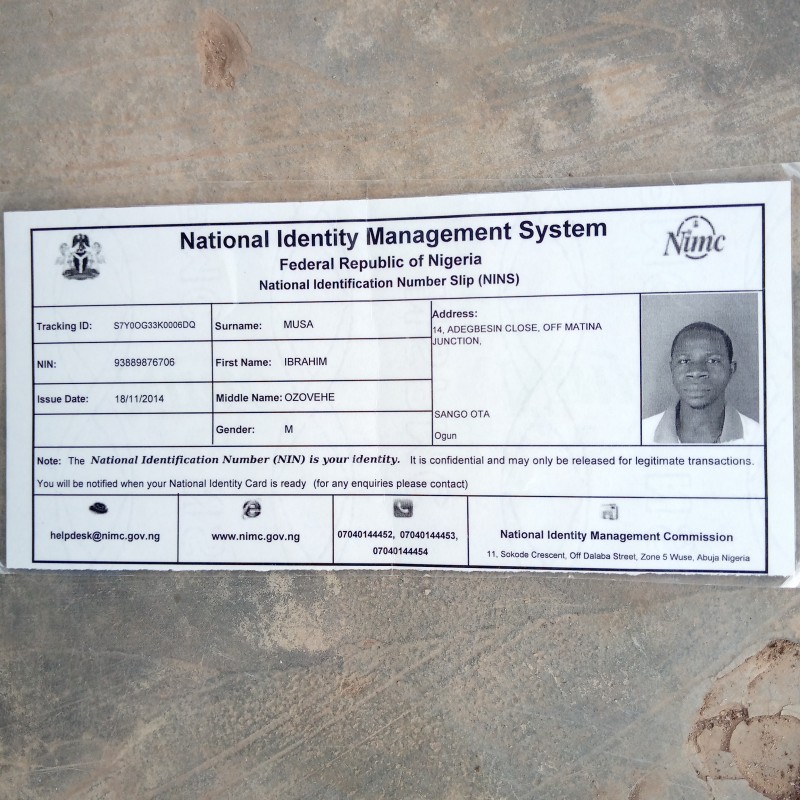 National Identity Management System
Federal Republic of Nigeria
National Identification Number Slip (NINS)
Nimc
Tracking ID: S7Y0OG33K0006DQ
Surname: MUSA
Address:
14, ADEGBESIN CLOSE, OFF MATINA
JUNCTION,
NIN: 93889876706
First Name: IBRAHIM
Issue Date: 18/11/2014
Middle Name: OZOVEHE
SANGO OTA
Gender: M
Ogun
Note: The National Identification Number (NIN) is your identity. It is confidential and may only be released for legitimate transactions.
You will be notified when your National Identity Card is ready (for any enquiries please contact)
helpdesk@nimc.gov.ng
www.nimc.gov.ng
07040144452, 07040144453,
07040144454
National Identity Management Commission
11, Sokode Crescent, Off Dalaba Street, Zone 5 Wuse, Abuja Nigeria